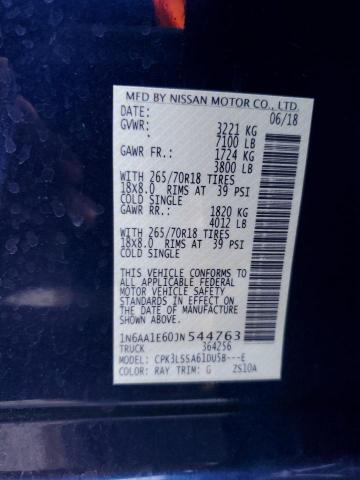 MFD BY NISSAN MOTOR CO., LTD.
DATE: 06/18
GVWR: 3221 KG
7100 LB
GAWR FR.: 1724 KG
3800 LB
WITH 265/70R18 TIRES
18X8.0 RIMS AT 39 PSI
COLD SINGLE
GAWR RR.: 1820 KG
4012 LB
WITH 265/70R18 TIRES
18X8.0 RIMS AT 39 PSI
COLD SINGLE
THIS VEHICLE CONFORMS TO
ALL APPLICABLE FEDERAL
MOTOR VEHICLE SAFETY
STANDARDS IN EFFECT ON
THE DATE OF MANUFACTURE
SHOWN ABOVE.
1N6AA1E60JN544763
TRUCK 364256
MODEL: CPK3LSSA61DU58---E
COLOR: RAY TRIM: G ZS10A